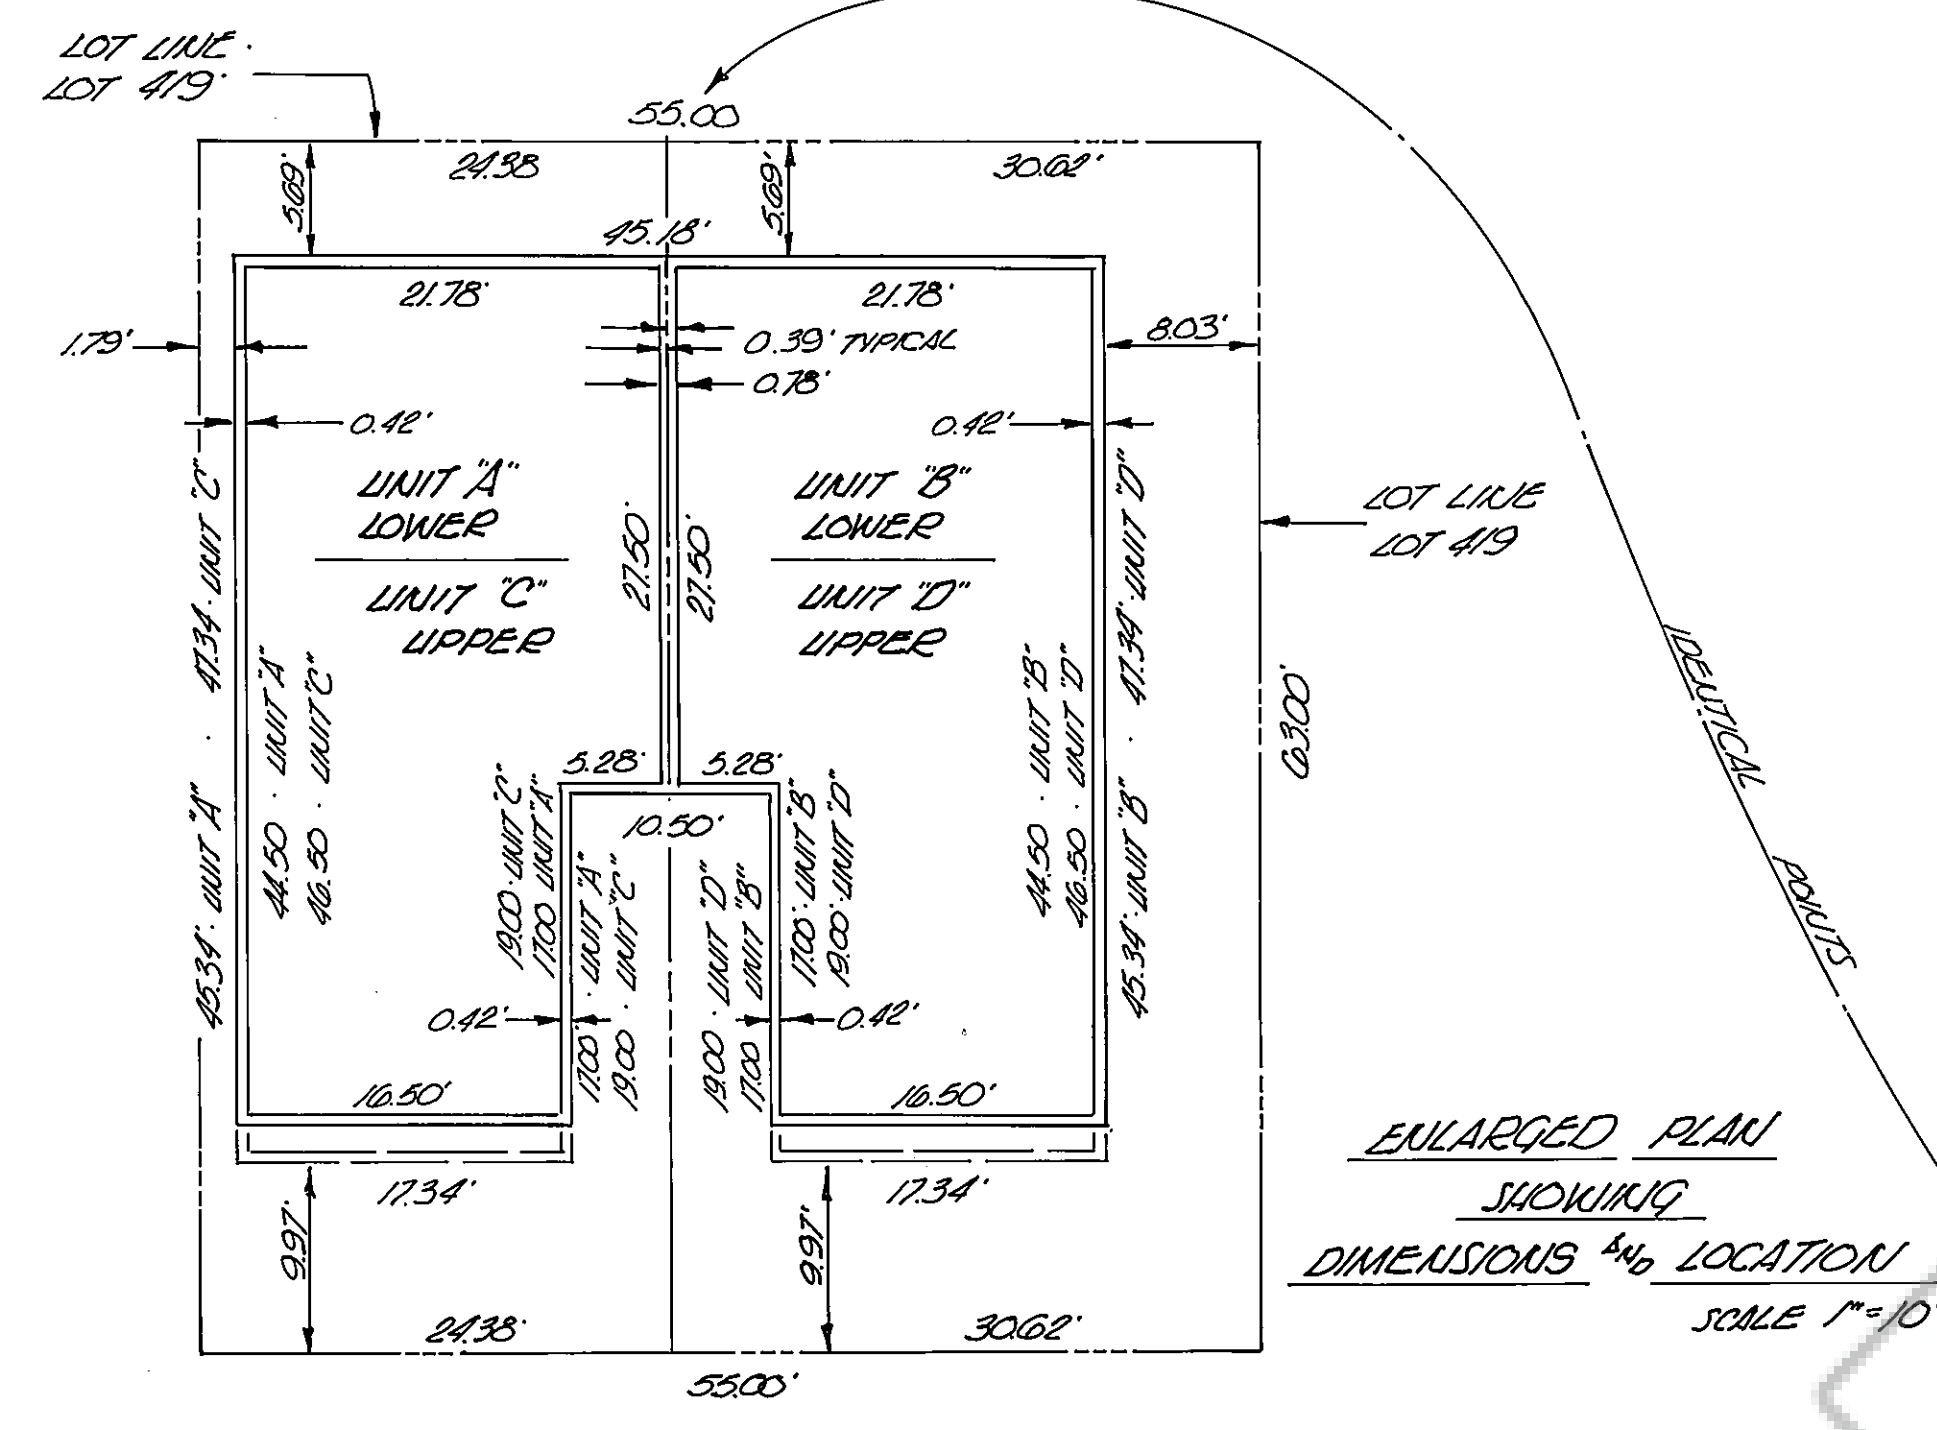 LOT LINE
LOT 419
55.00
24.38
30.62'
5.69'
5.69'
45.18'
21.78'
21.78'
1.79'
0.39' TYPICAL
8.03'
0.78'
0.42'
0.42'
UNIT "A"
LOWER
UNIT "C"
UPPER
UNIT "B"
LOWER
UNIT "D"
UPPER
27.50'
27.50'
LOT LINE
LOT 419
45.34' · UNIT "A" · 47.34 · UNIT "C"
44.50 · UNIT "A"
46.50 · UNIT "C"
44.50 · UNIT "B"
46.50 · UNIT "D"
45.34' · UNIT "B" · 47.34' · UNIT "D"
63.00'
IDENTICAL POINTS
5.28'
5.28'
10.50'
19.00 · UNIT "C"
17.00 UNIT "A"
17.00' · UNIT "A"
19.00 · UNIT "C"
19.00 · UNIT "D"
17.00 UNIT "B"
17.00' · UNIT "B"
19.00' · UNIT "D"
0.42'
0.42'
16.50'
16.50'
17.34'
17.34'
9.97'
9.97'
24.38'
30.62'
55.00'
ENLARGED PLAN
SHOWING
DIMENSIONS AND LOCATION
SCALE 1" = 10'